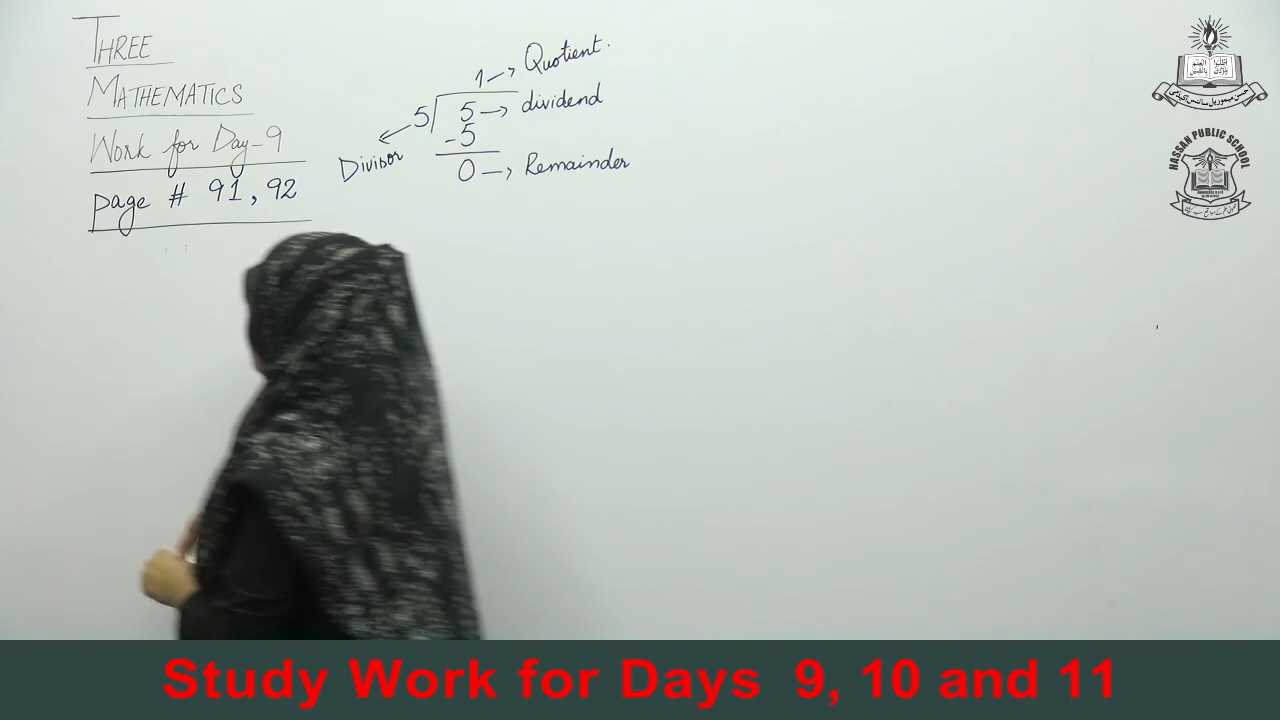 THREE
MATHEMATICS
Work for Day-9
page # 91, 92
1 → Quotient.
5 5 → dividend
Divisor
-5
0 → Remainder
HASSAN PUBLIC SCHOOL
Study Work for Days 9, 10 and 11